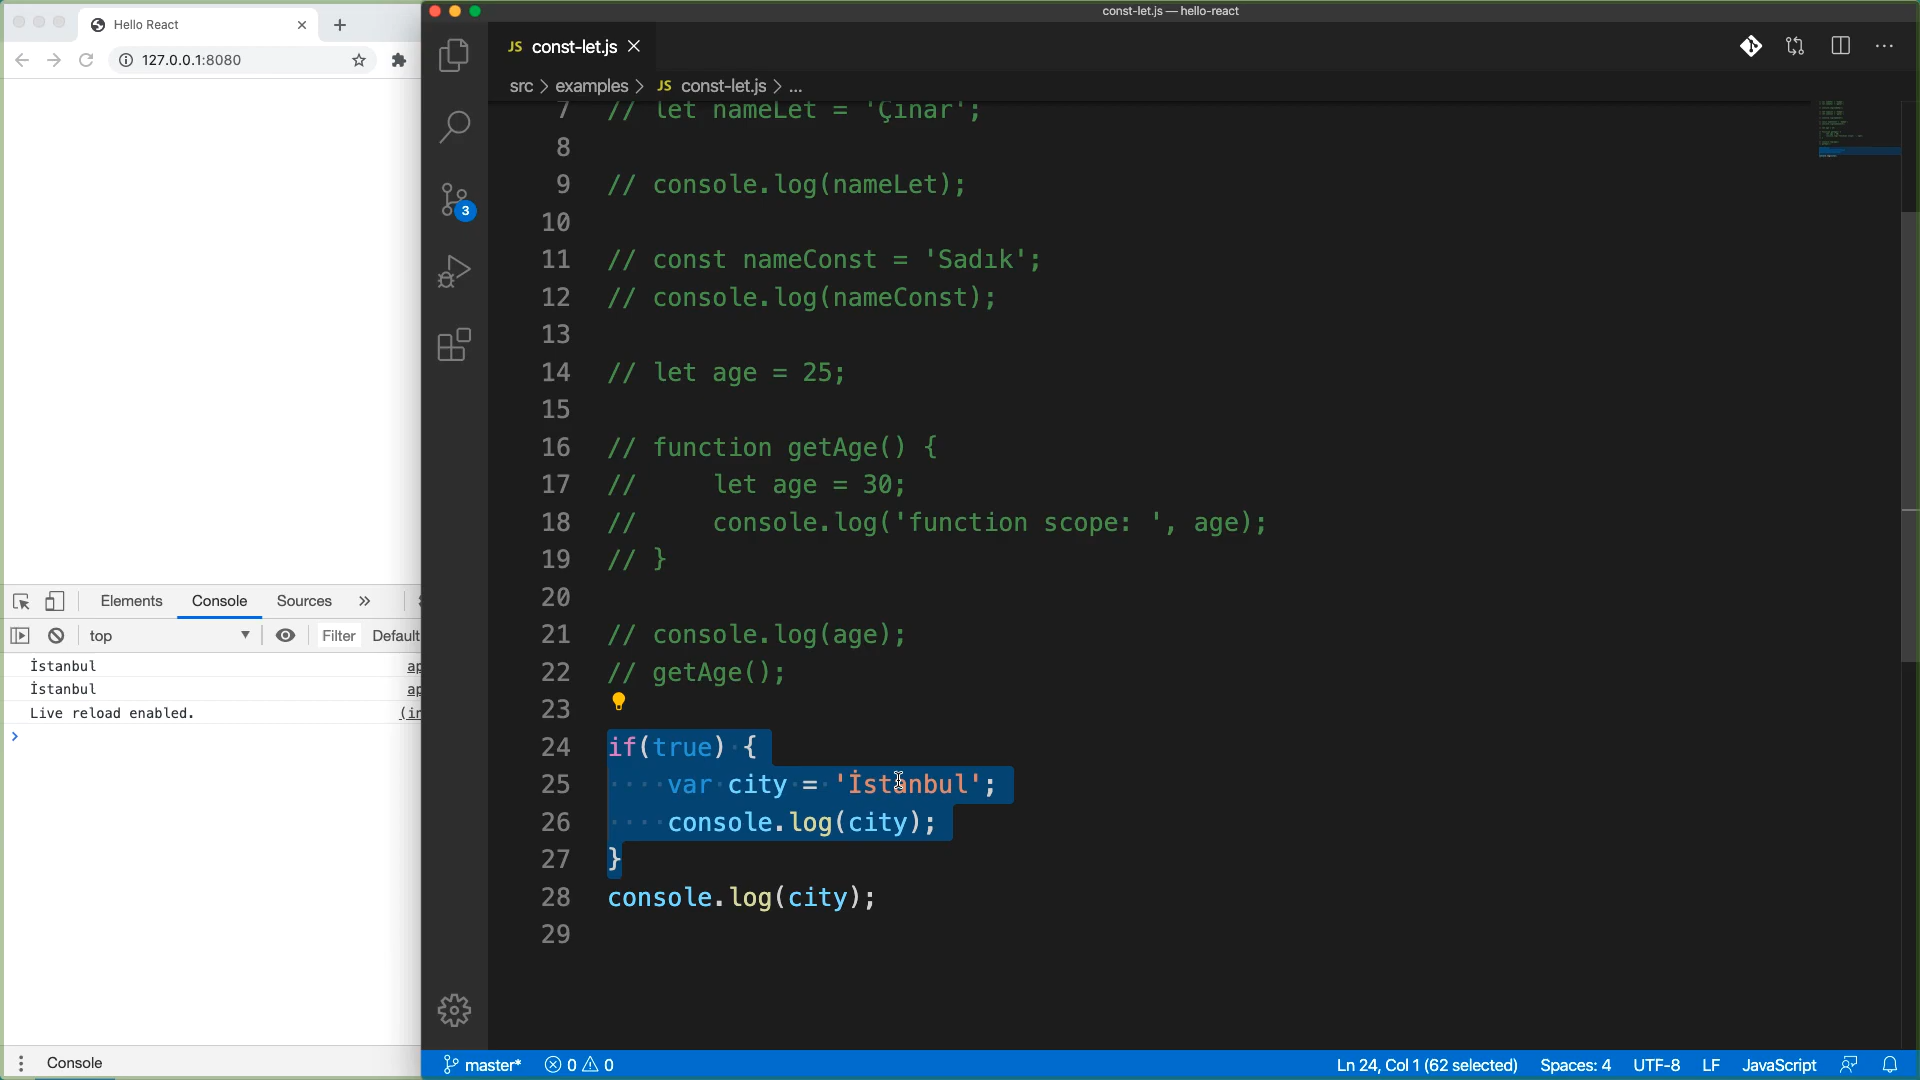 Hello React
127.0.0.1:8080
const-let.js — hello-react
JS const-let.js
src > examples > JS const-let.js > ...
7 // let nameLet = 'Çınar';
8
9 // console.log(nameLet);
10
11 // const nameConst = 'Sadık';
12 // console.log(nameConst);
13
14 // let age = 25;
15
16 // function getAge() {
17 //     let age = 30;
18 //     console.log('function scope: ', age);
19 // }
20
21 // console.log(age);
22 // getAge();
23
24 if(true) {
25     var city = 'İstanbul';
26     console.log(city);
27 }
28 console.log(city);
29
3
Elements Console Sources »
top Filter Default
İstanbul ap
İstanbul ap
Live reload enabled. (in
>
Console
master* 0 0 Ln 24, Col 1 (62 selected) Spaces: 4 UTF-8 LF JavaScript